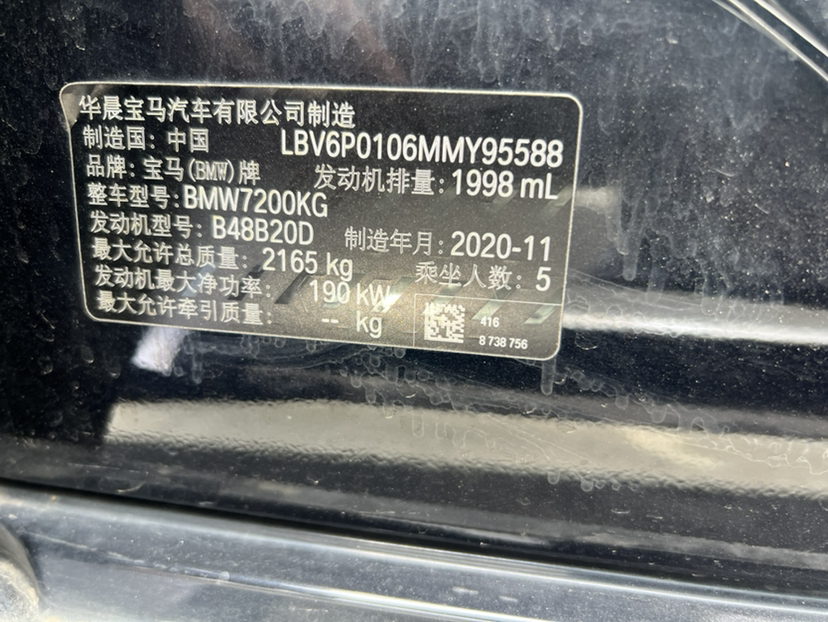 华晨宝马汽车有限公司制造
制造国: 中国 LBV6P0106MMY95588
品牌: 宝马(BMW)牌 发动机排量: 1998 mL
整车型号: BMW7200KG
发动机型号: B48B20D 制造年月: 2020-11
最大允许总质量: 2165 kg 乘坐人数: 5
发动机最大净功率: 190 kW
最大允许牵引质量: -- kg
416
8 738 756